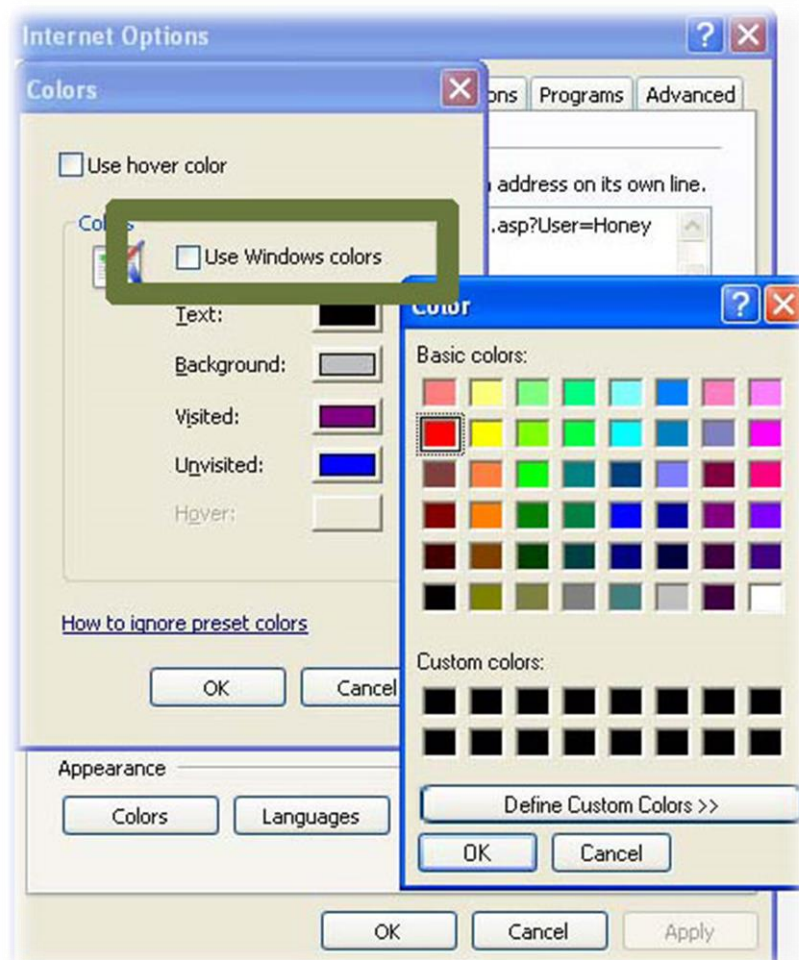 Internet Options
Colors
Programs
Advanced
Use hover color
address on its own line.
.asp?User=Honey
Use Windows colors
Text:
Color
Background:
Basic colors:
Visited:
Unvisited:
Hover:
How to ignore preset colors
Custom colors:
OK
Cancel
Appearance
Colors
Languages
Define Custom Colors >>
OK
Cancel
OK
Cancel
Apply